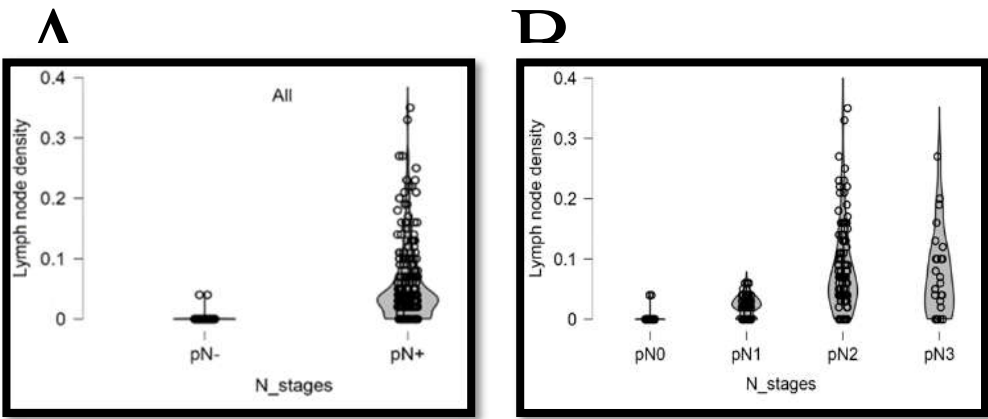 A
B
0.4
0.3
0.2
0.1
0
Lymph node density
All
pN- pN+
N_stages
0.4
0.3
0.2
0.1
0
Lymph node density
pN0 pN1 pN2 pN3
N_stages